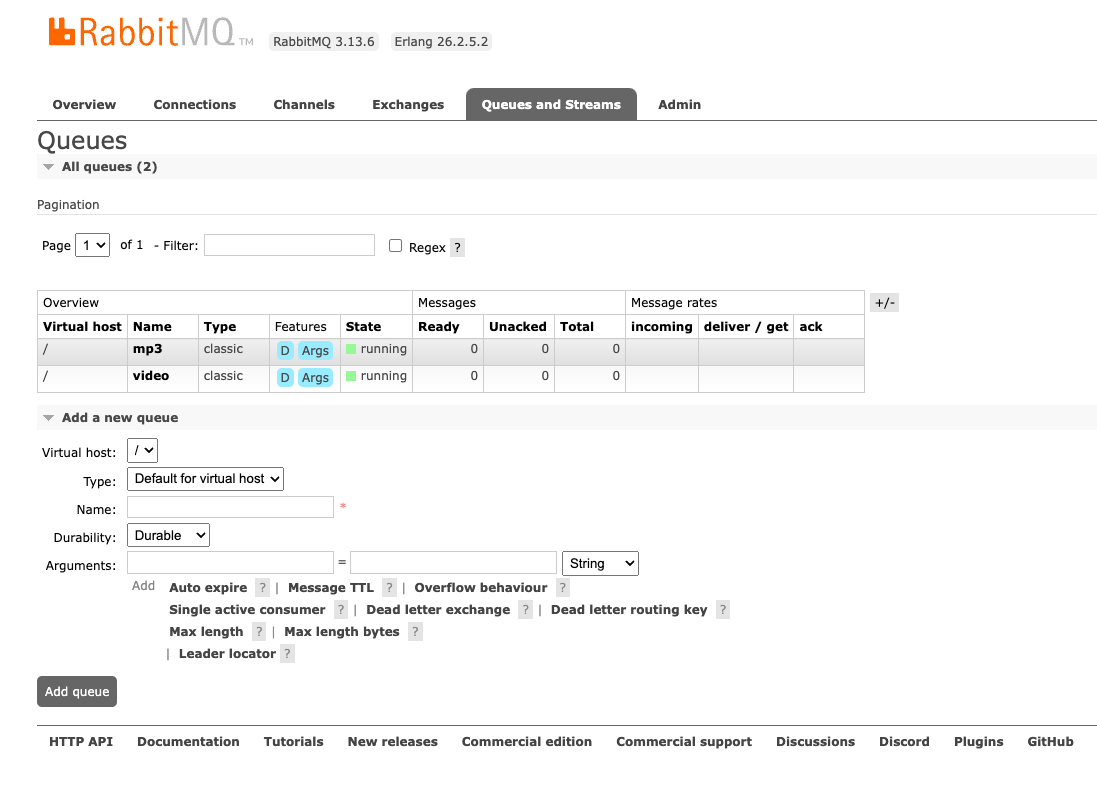 RabbitMQ TM RabbitMQ 3.13.6 Erlang 26.2.5.2
Overview Connections Channels Exchanges Queues and Streams Admin
Queues
All queues (2)
Pagination
Page 1 of 1 - Filter: Regex ?
Overview Messages Message rates +/-
Virtual host Name Type Features State Ready Unacked Total incoming deliver / get ack
/ mp3 classic D Args running 0 0 0
/ video classic D Args running 0 0 0
Add a new queue
Virtual host: /
Type: Default for virtual host
Name: *
Durability: Durable
Arguments: = String
Add Auto expire ? | Message TTL ? | Overflow behaviour ?
Single active consumer ? | Dead letter exchange ? | Dead letter routing key ?
Max length ? | Max length bytes ?
| Leader locator ?
Add queue
HTTP API Documentation Tutorials New releases Commercial edition Commercial support Discussions Discord Plugins GitHub